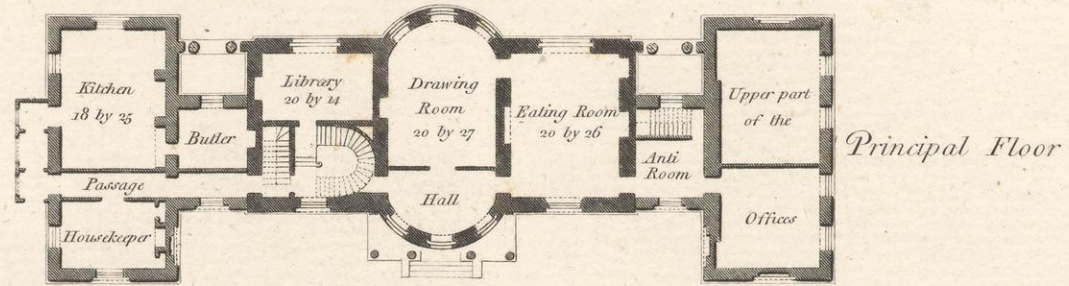 Kitchen
18 by 25
Butler
Library
20 by 14
Drawing
Room
20 by 27
Eating Room
20 by 26
Anti
Room
Upper part
of the
Offices
Passage
Housekeeper
Hall
Principal Floor